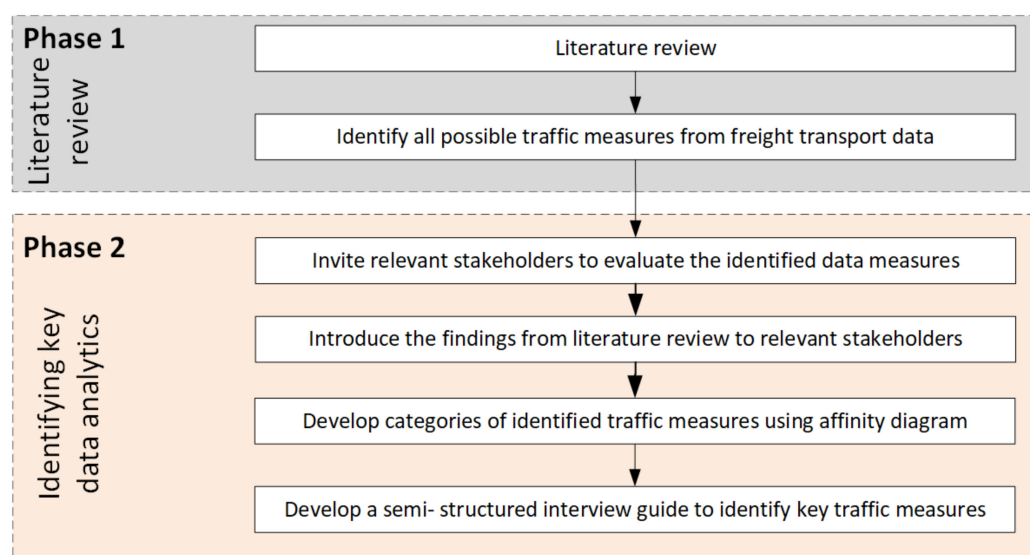 Phase 1
Literature
review
Literature review
Identify all possible traffic measures from freight transport data
Phase 2
Identifying key
data analytics
Invite relevant stakeholders to evaluate the identified data measures
Introduce the findings from literature review to relevant stakeholders
Develop categories of identified traffic measures using affinity diagram
Develop a semi- structured interview guide to identify key traffic measures